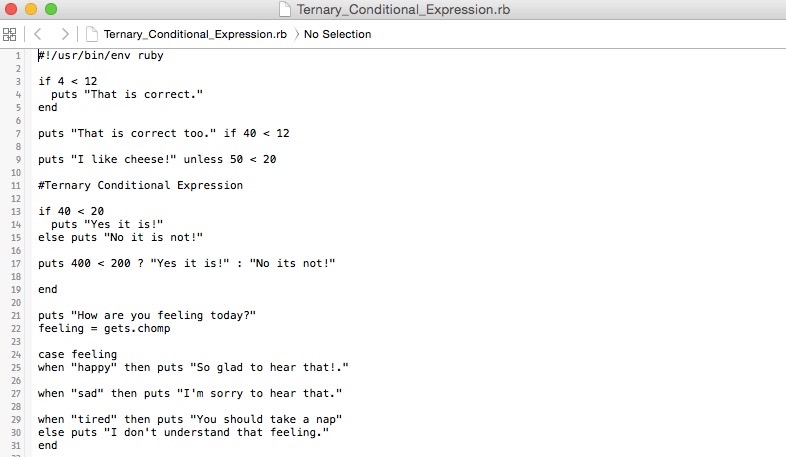 Ternary_Conditional_Expression.rb
Ternary_Conditional_Expression.rb 〉 No Selection
1 #!/usr/bin/env ruby
2
3 if 4 < 12
4   puts "That is correct."
5 end
6
7 puts "That is correct too." if 40 < 12
8
9 puts "I like cheese!" unless 50 < 20
10
11 #Ternary Conditional Expression
12
13 if 40 < 20
14   puts "Yes it is!"
15 else puts "No it is not!"
16
17 puts 400 < 200 ? "Yes it is!" : "No its not!"
18
19 end
20
21 puts "How are you feeling today?"
22 feeling = gets.chomp
23
24 case feeling
25 when "happy" then puts "So glad to hear that!."
26
27 when "sad" then puts "I'm sorry to hear that."
28
29 when "tired" then puts "You should take a nap"
30 else puts "I don't understand that feeling."
31 end